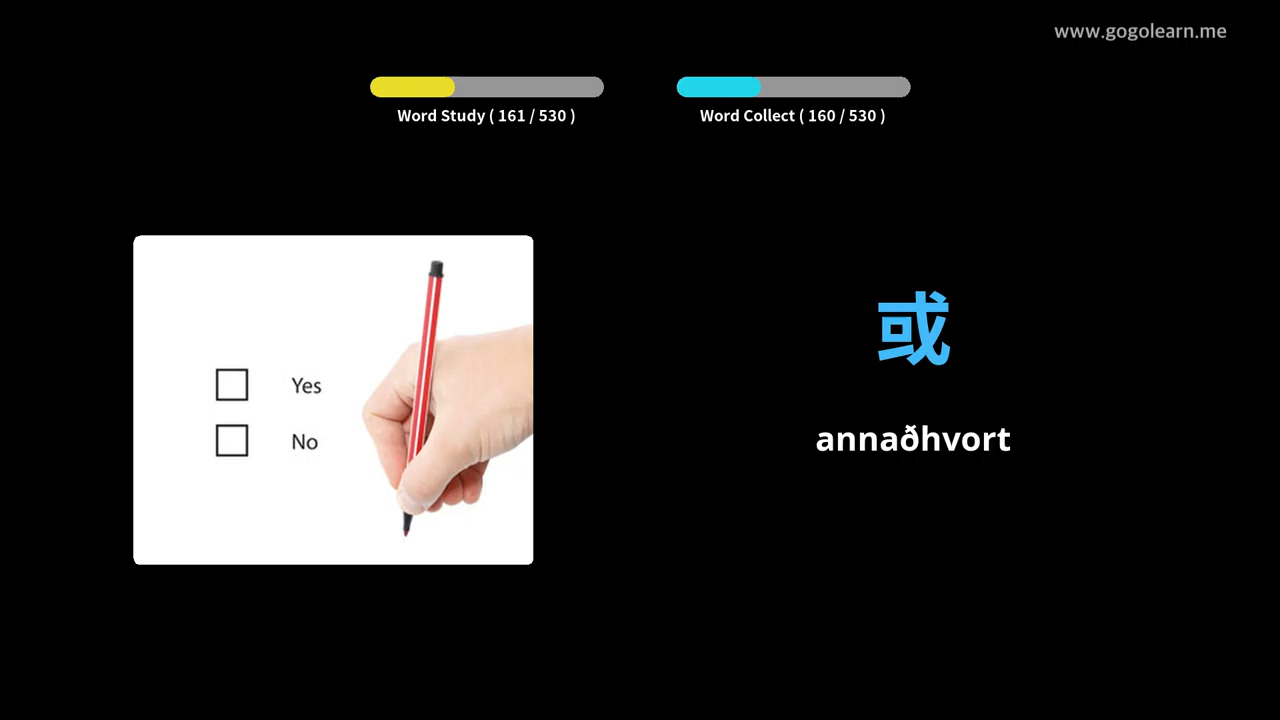 www.gogolearn.me
Word Study ( 161 / 530 )
Word Collect ( 160 / 530 )
Yes
No
或
annaðhvort